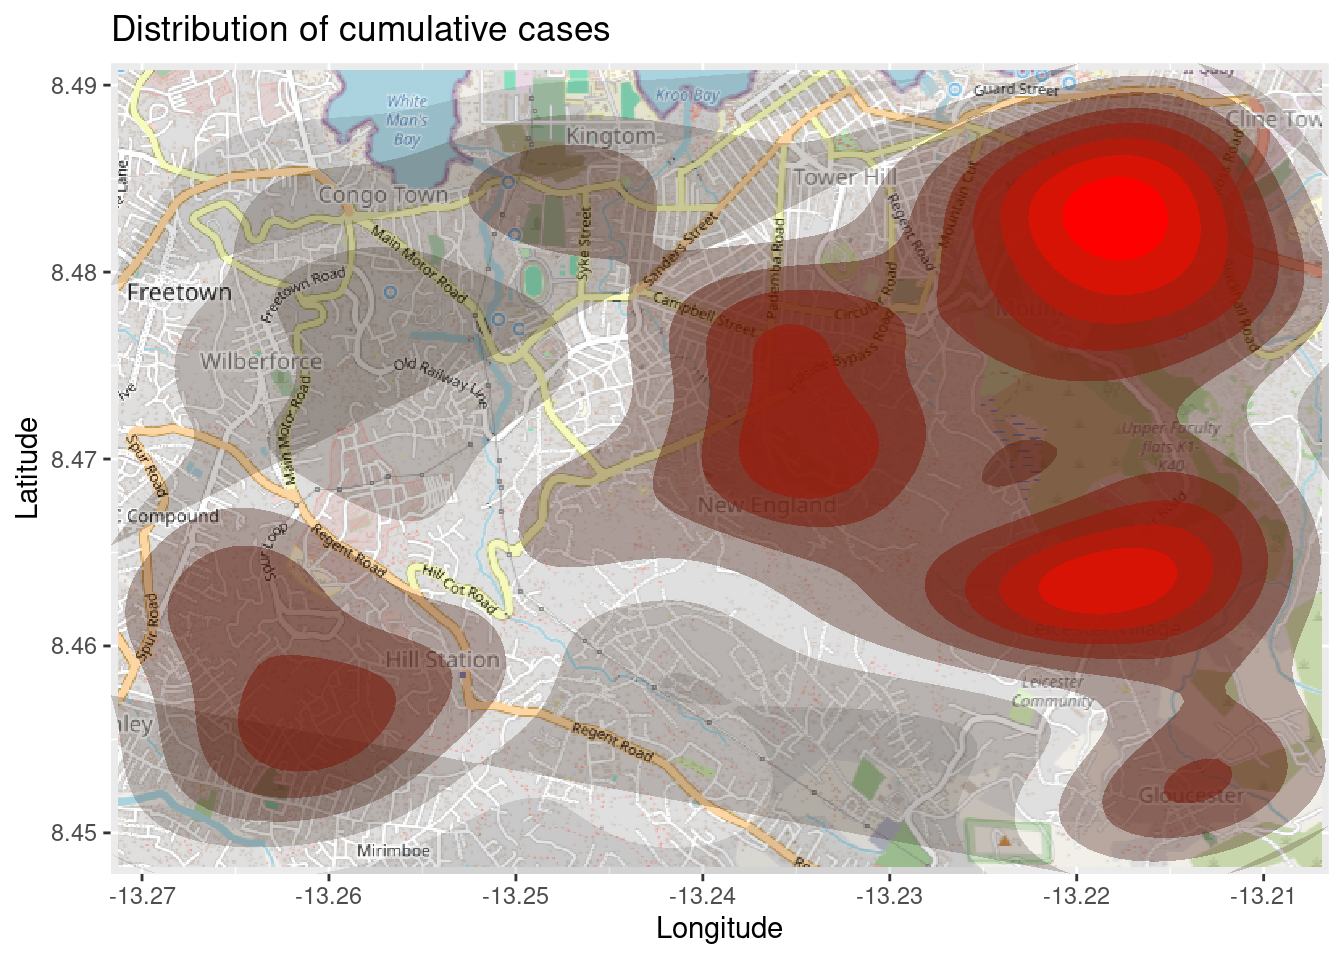 Distribution of cumulative cases
8.49
8.48
8.47
8.46
8.45
Latitude
-13.27
-13.26
-13.25
-13.24
-13.23
-13.22
-13.21
Longitude
White
Man's
Bay
Kroo Bay
Guard Street
Cline Tow
Kingtom
Tower Hill
Congo Town
Lane
Main Motor Road
Syke Street
Sanders Street
Pademba Road
Regent Road
Mountain Cut
Freetown
Freetown Road
Campbell Street
Circular Road
Wilberforce
Old Railway Line
Main Motor Road
Upper Faculty
flats K1-
K40
Spur Road
New England
Compound
Spur Loop
Regent Road
Hill Cot Road
Spur Road
Hill Station
Leicester
Community
nley
Regent Road
Gloucester
Mirimboe